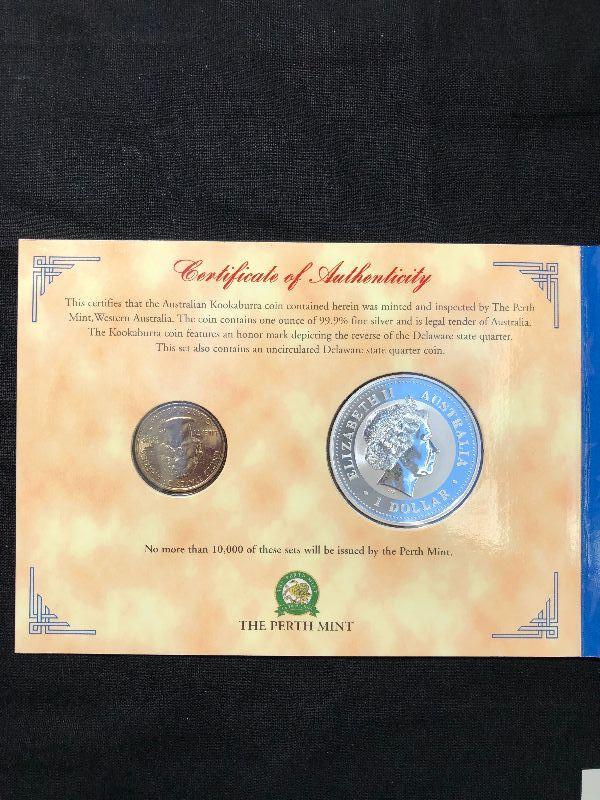 Certificate of Authenticity
This certifies that the Australian Kookaburra coin contained herein was minted and inspected by The Perth
Mint, Western Australia. The coin contains one ounce of 99.9% fine silver and is legal tender of Australia.
The Kookaburra coin features an honor mark depicting the reverse of the Delaware state quarter.
This set also contains an uncirculated Delaware state quarter coin.
ELIZABETH II AUSTRALIA
1 DOLLAR
No more than 10,000 of these sets will be issued by the Perth Mint.
THE PERTH MINT
THE PERTH MINT